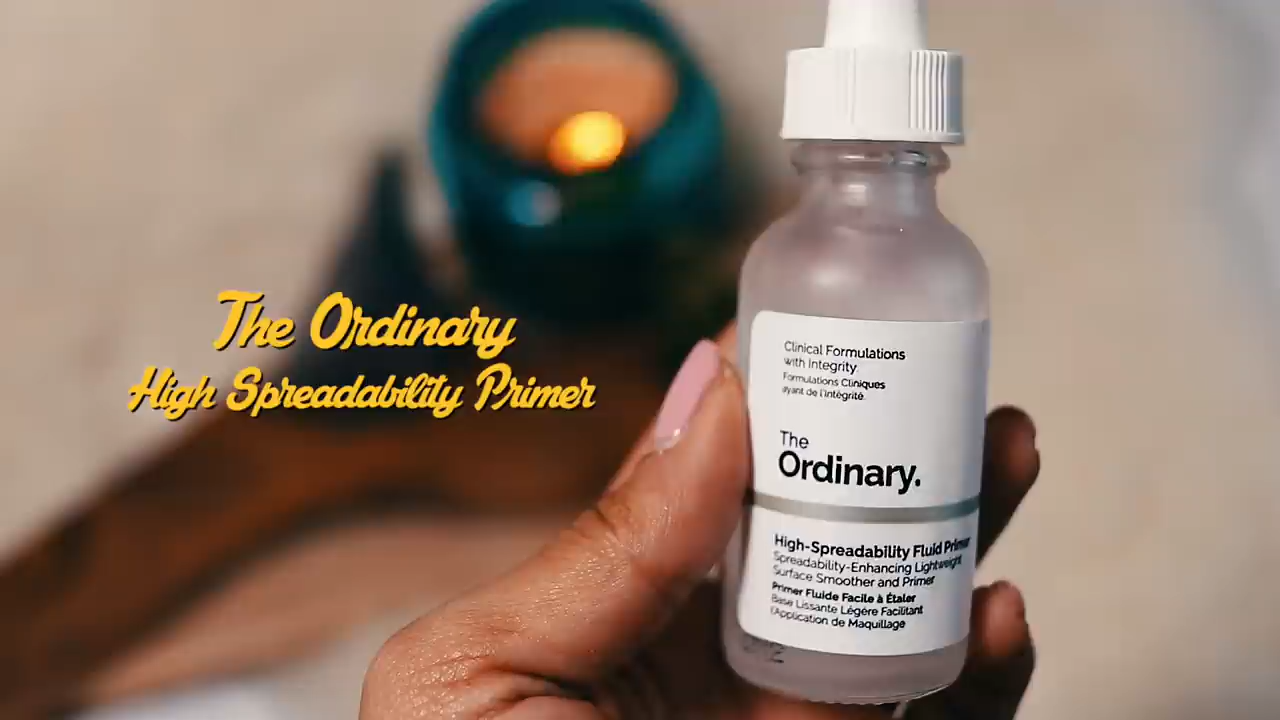 The Ordinary
High Spreadability Primer
Clinical Formulations
with Integrity.
Formulations Cliniques
ayant de l'intégrité.
The
Ordinary.
High-Spreadability Fluid Primer
Spreadability-Enhancing Lightweight
Surface Smoother and Primer
Primer Fluide Facile à Étaler
Base Lissante Légère Facilitant
l'Application de Maquillage